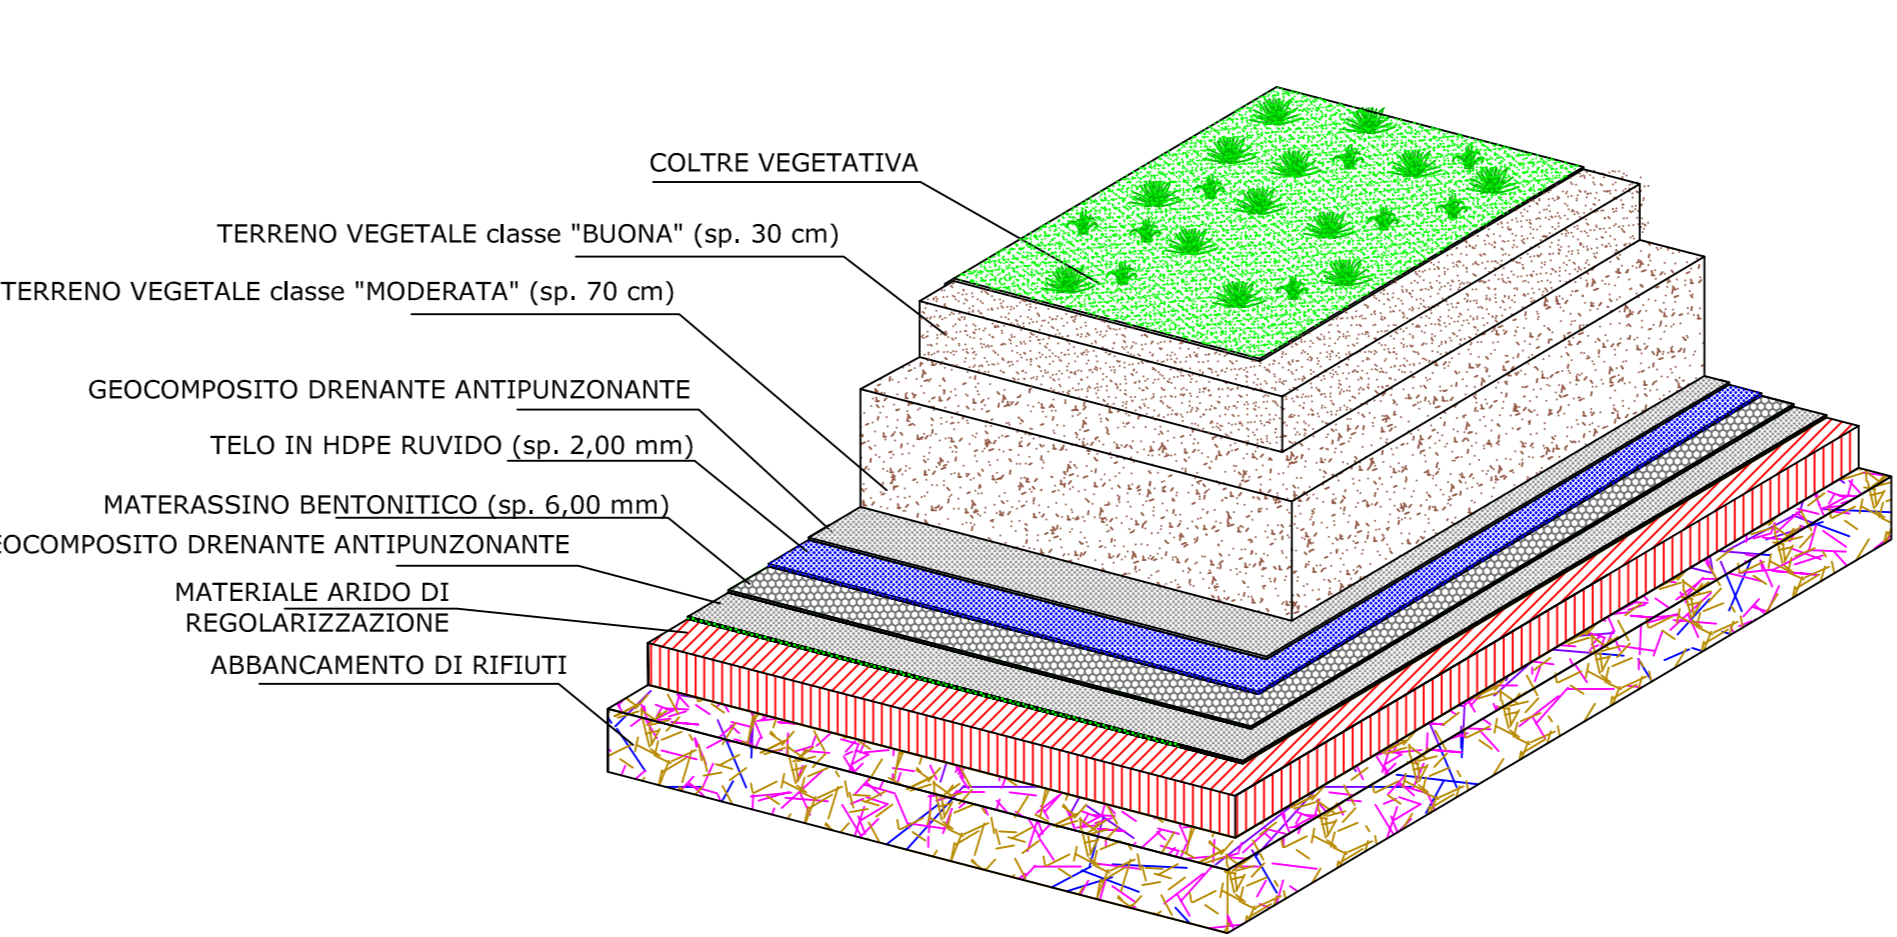 COLTRE VEGETATIVA
TERRENO VEGETALE classe "BUONA" (sp. 30 cm)
TERRENO VEGETALE classe "MODERATA" (sp. 70 cm)
GEOCOMPOSITO DRENANTE ANTIPUNZONANTE
TELO IN HDPE RUVIDO (sp. 2,00 mm)
MATERASSINO BENTONITICO (sp. 6,00 mm)
EOCOMPOSITO DRENANTE ANTIPUNZONANTE
MATERIALE ARIDO DI
REGOLARIZZAZIONE
ABBANCAMENTO DI RIFIUTI